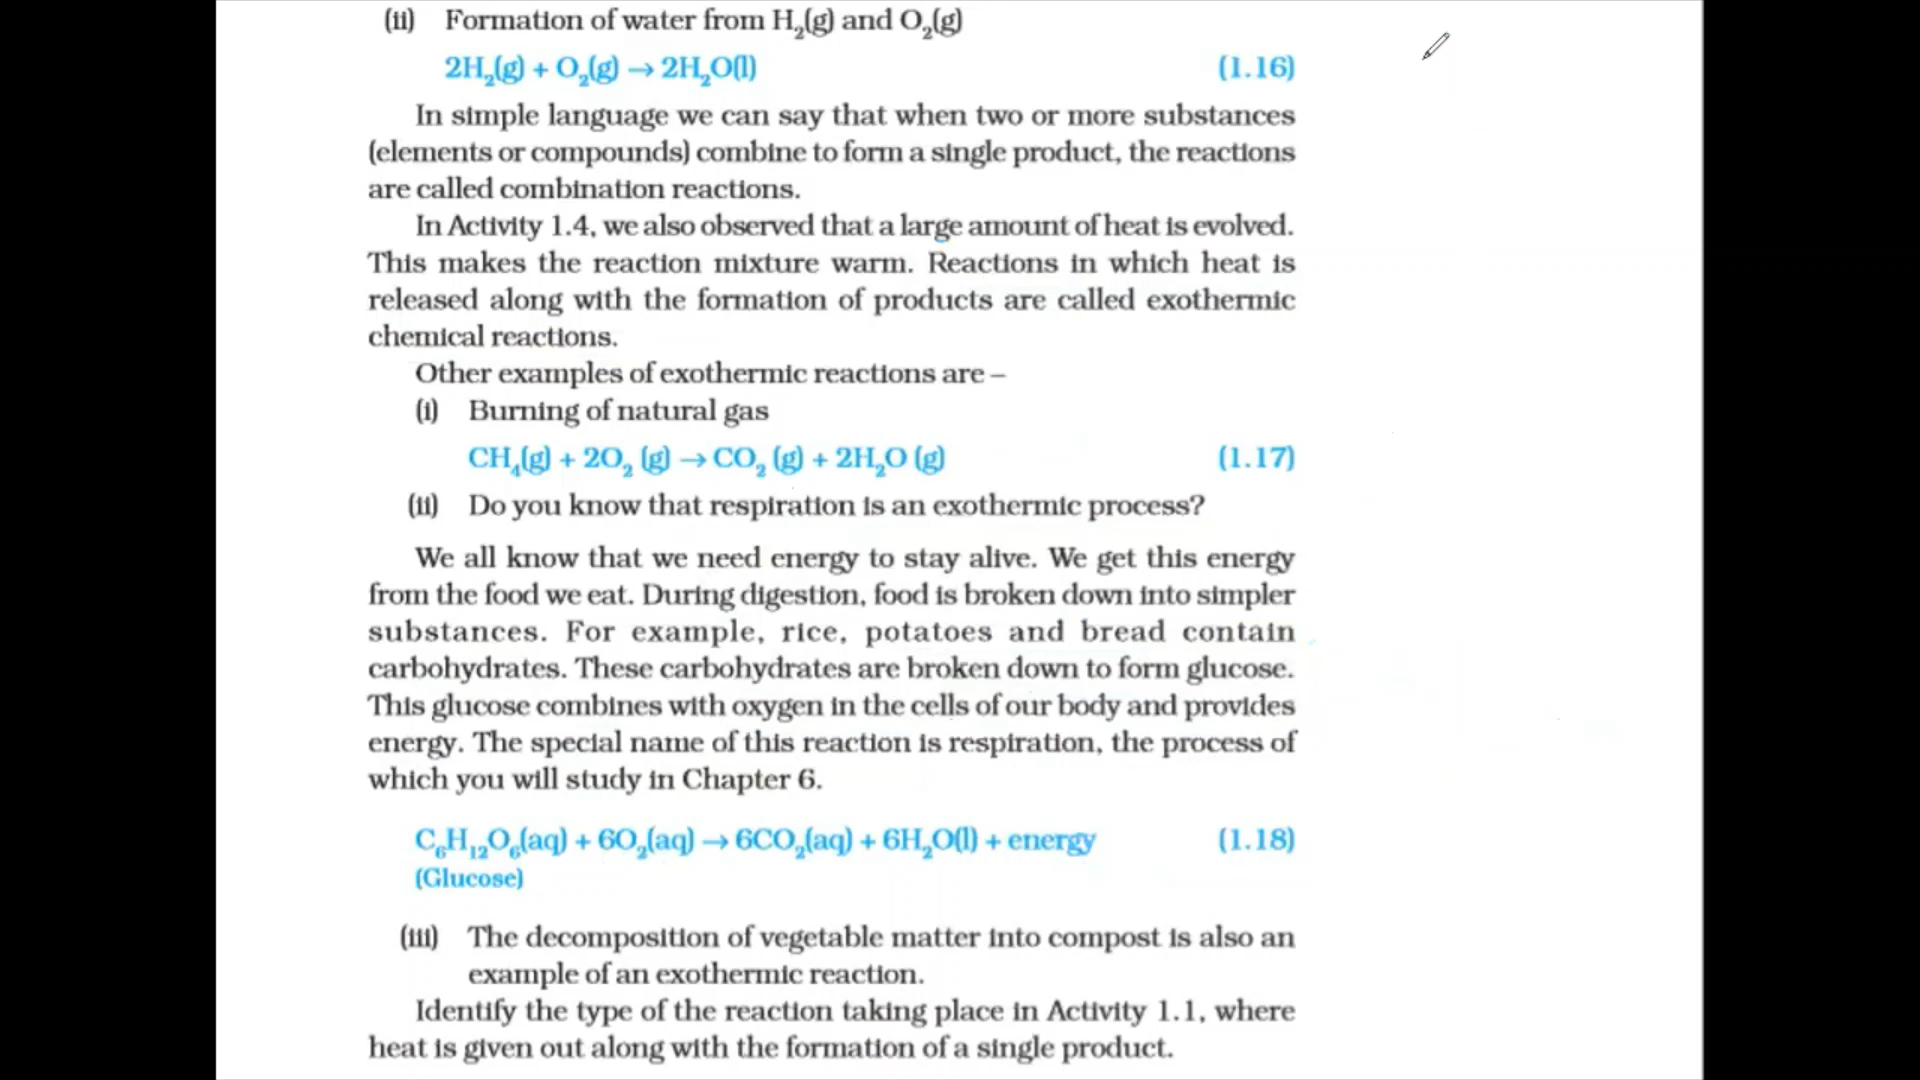 (ii) Formation of water from H₂(g) and O₂(g)
2H₂(g) + O₂(g) → 2H₂O(l) (1.16)
In simple language we can say that when two or more substances
(elements or compounds) combine to form a single product, the reactions
are called combination reactions.
In Activity 1.4, we also observed that a large amount of heat is evolved.
This makes the reaction mixture warm. Reactions in which heat is
released along with the formation of products are called exothermic
chemical reactions.
Other examples of exothermic reactions are –
(i) Burning of natural gas
CH₄(g) + 2O₂ (g) → CO₂ (g) + 2H₂O (g) (1.17)
(ii) Do you know that respiration is an exothermic process?
We all know that we need energy to stay alive. We get this energy
from the food we eat. During digestion, food is broken down into simpler
substances. For example, rice, potatoes and bread contain
carbohydrates. These carbohydrates are broken down to form glucose.
This glucose combines with oxygen in the cells of our body and provides
energy. The special name of this reaction is respiration, the process of
which you will study in Chapter 6.
C₆H₁₂O₆(aq) + 6O₂(aq) → 6CO₂(aq) + 6H₂O(l) + energy (1.18)
(Glucose)
(iii) The decomposition of vegetable matter into compost is also an
example of an exothermic reaction.
Identify the type of the reaction taking place in Activity 1.1, where
heat is given out along with the formation of a single product.